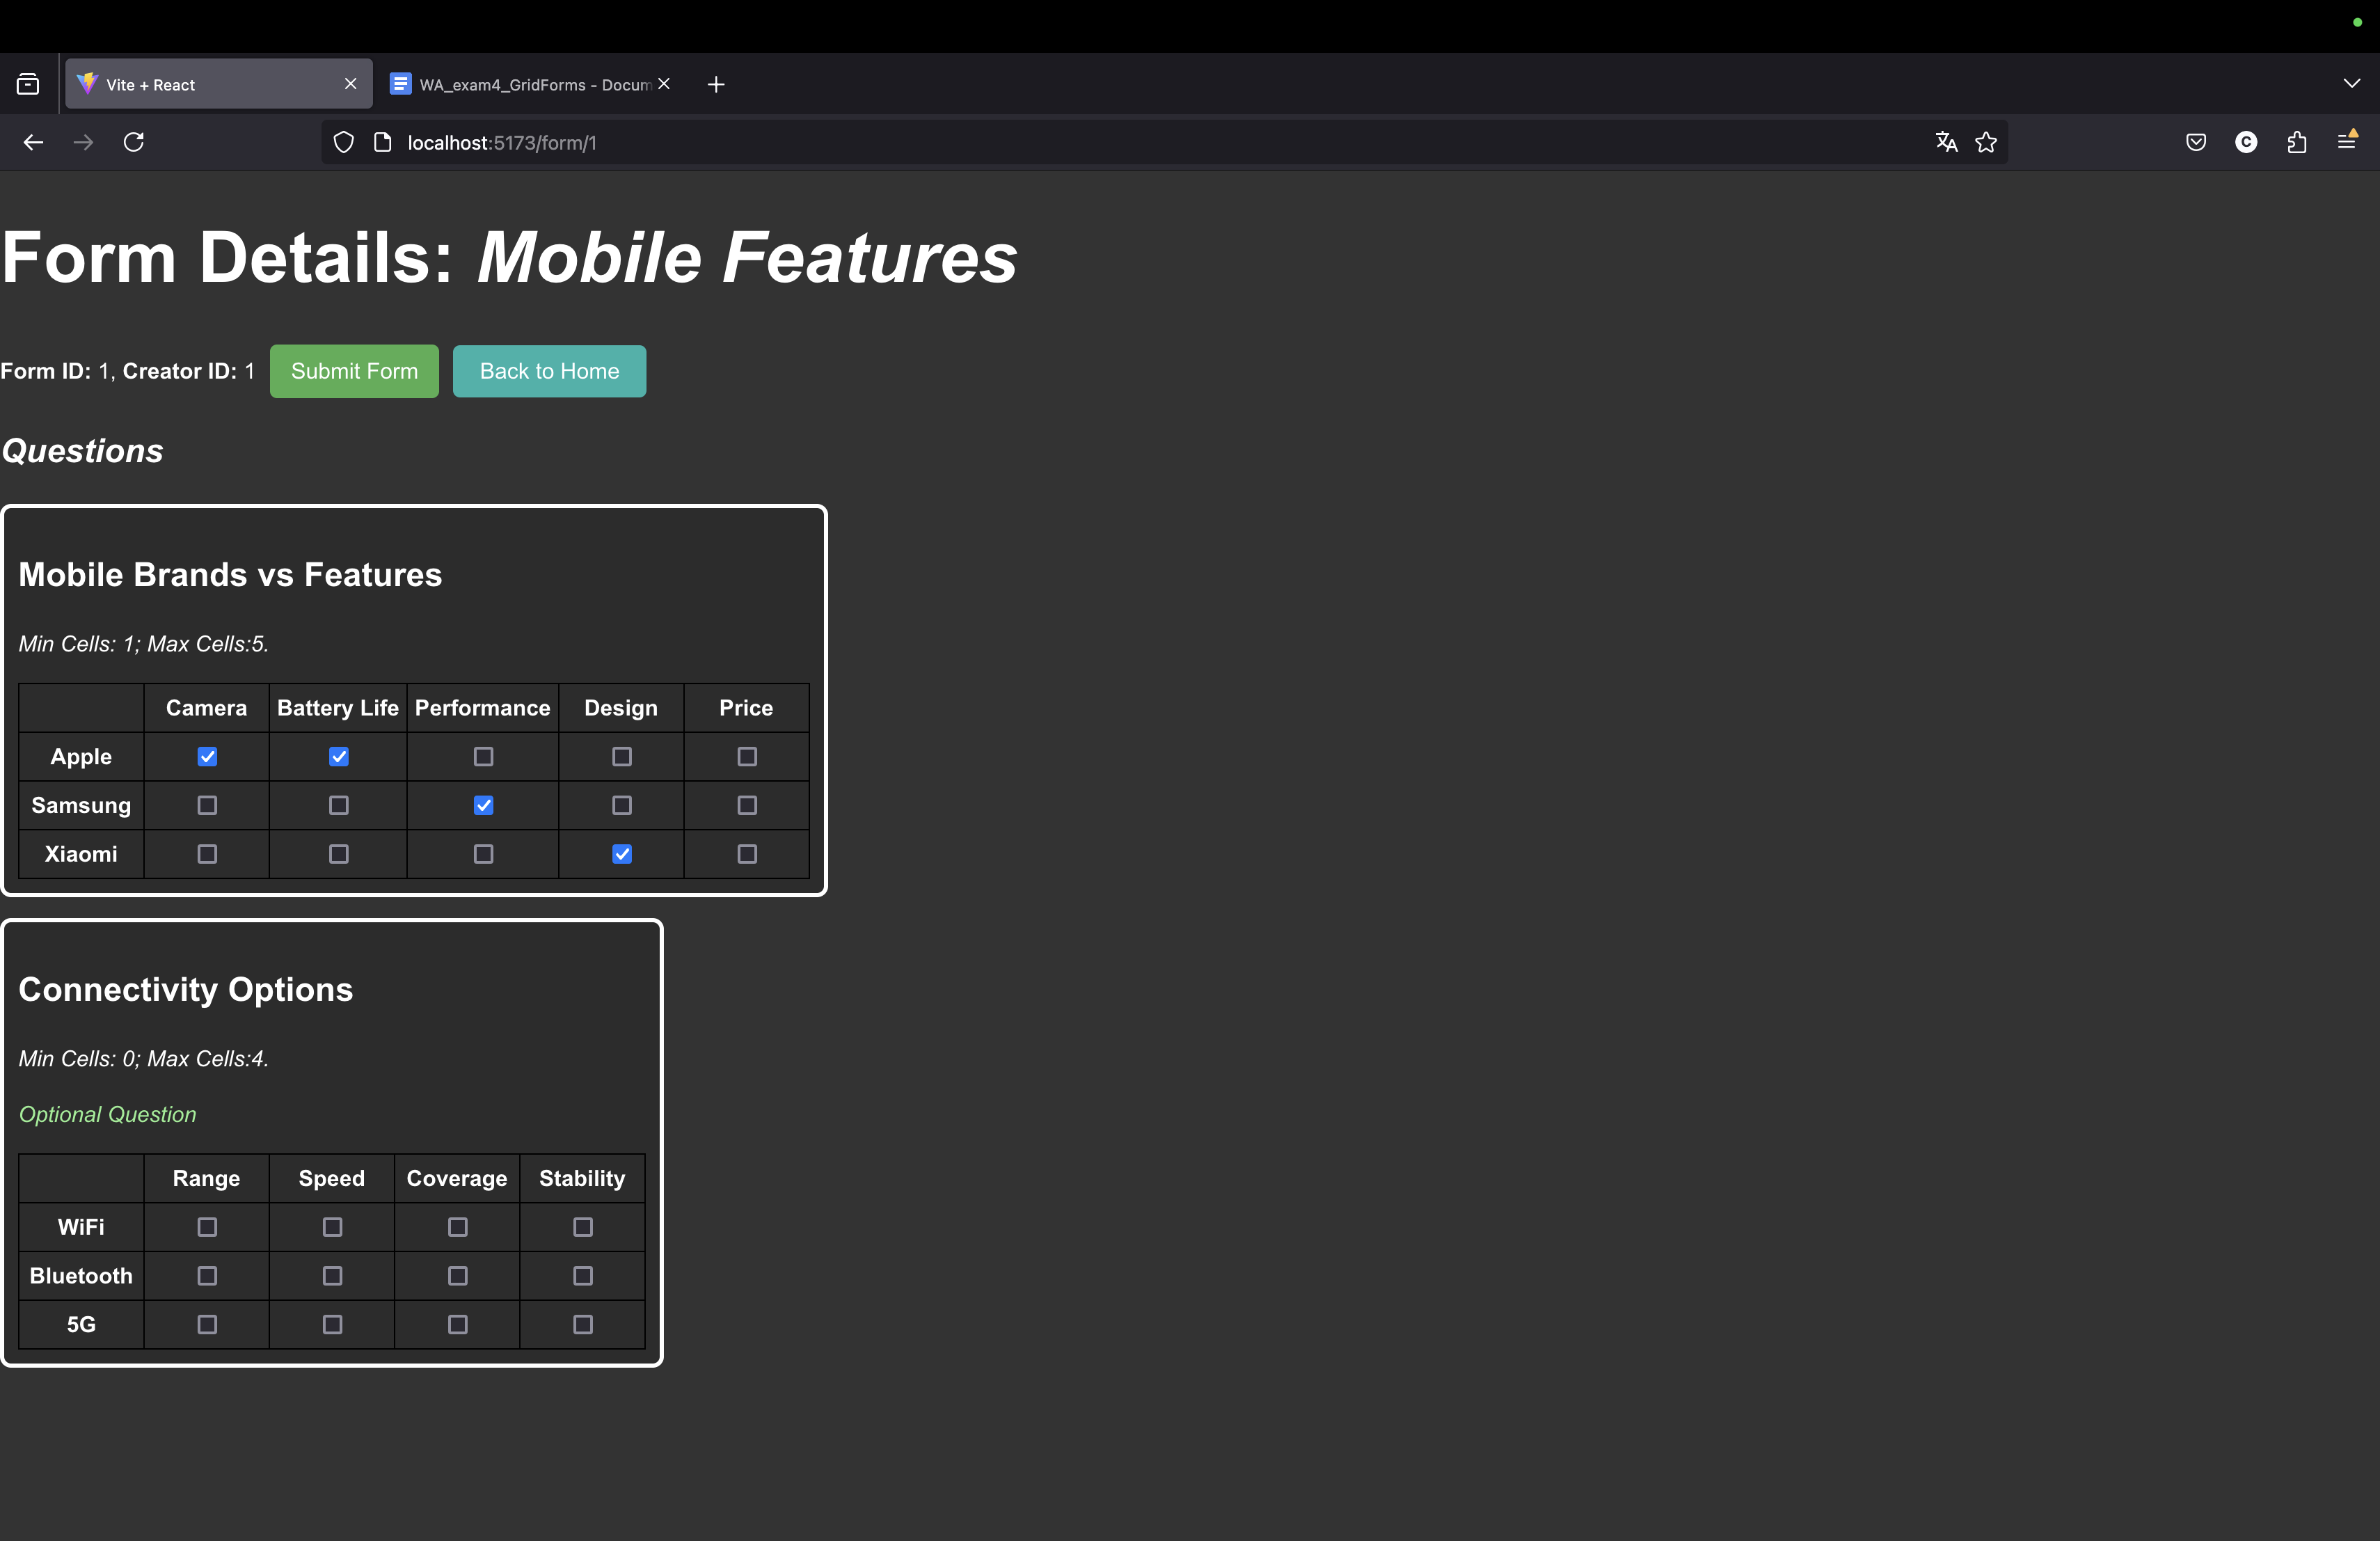 Vite + React
WA_exam4_GridForms - Docum
localhost:5173/form/1
C
Form Details: Mobile Features
Form ID: 1, Creator ID: 1 Submit Form Back to Home
Questions
Mobile Brands vs Features
Min Cells: 1; Max Cells:5.
Camera Battery Life Performance Design Price
Apple
Samsung
Xiaomi
Connectivity Options
Min Cells: 0; Max Cells:4.
Optional Question
Range Speed Coverage Stability
WiFi
Bluetooth
5G